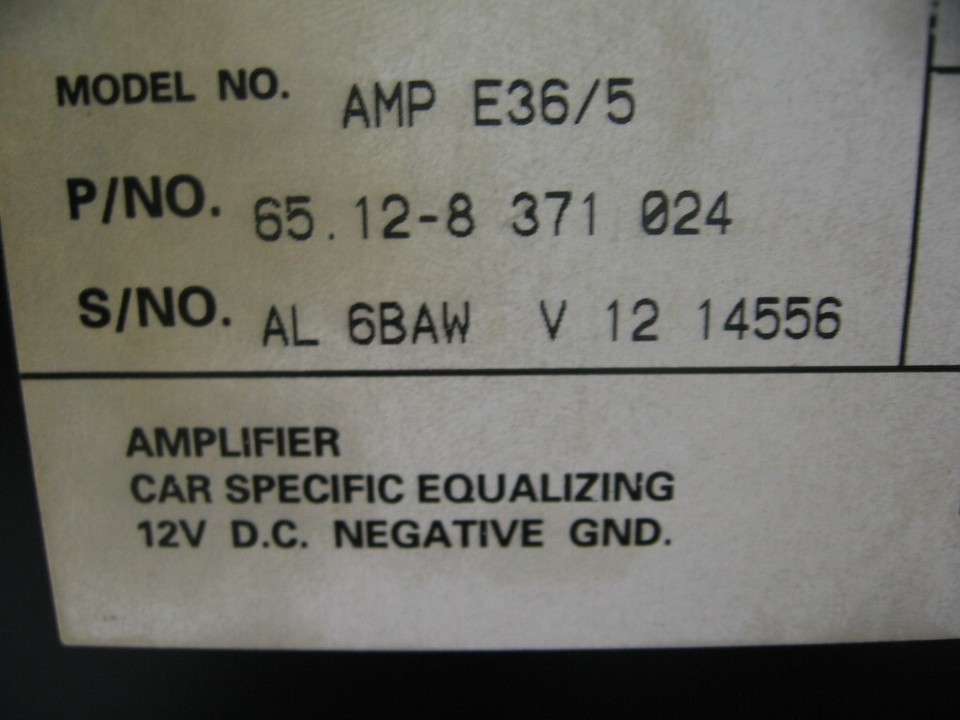 MODEL NO. AMP E36/5
P/NO. 65.12-8 371 024
S/NO. AL 6BAW V 12 14556
AMPLIFIER
CAR SPECIFIC EQUALIZING
12V D.C. NEGATIVE GND.